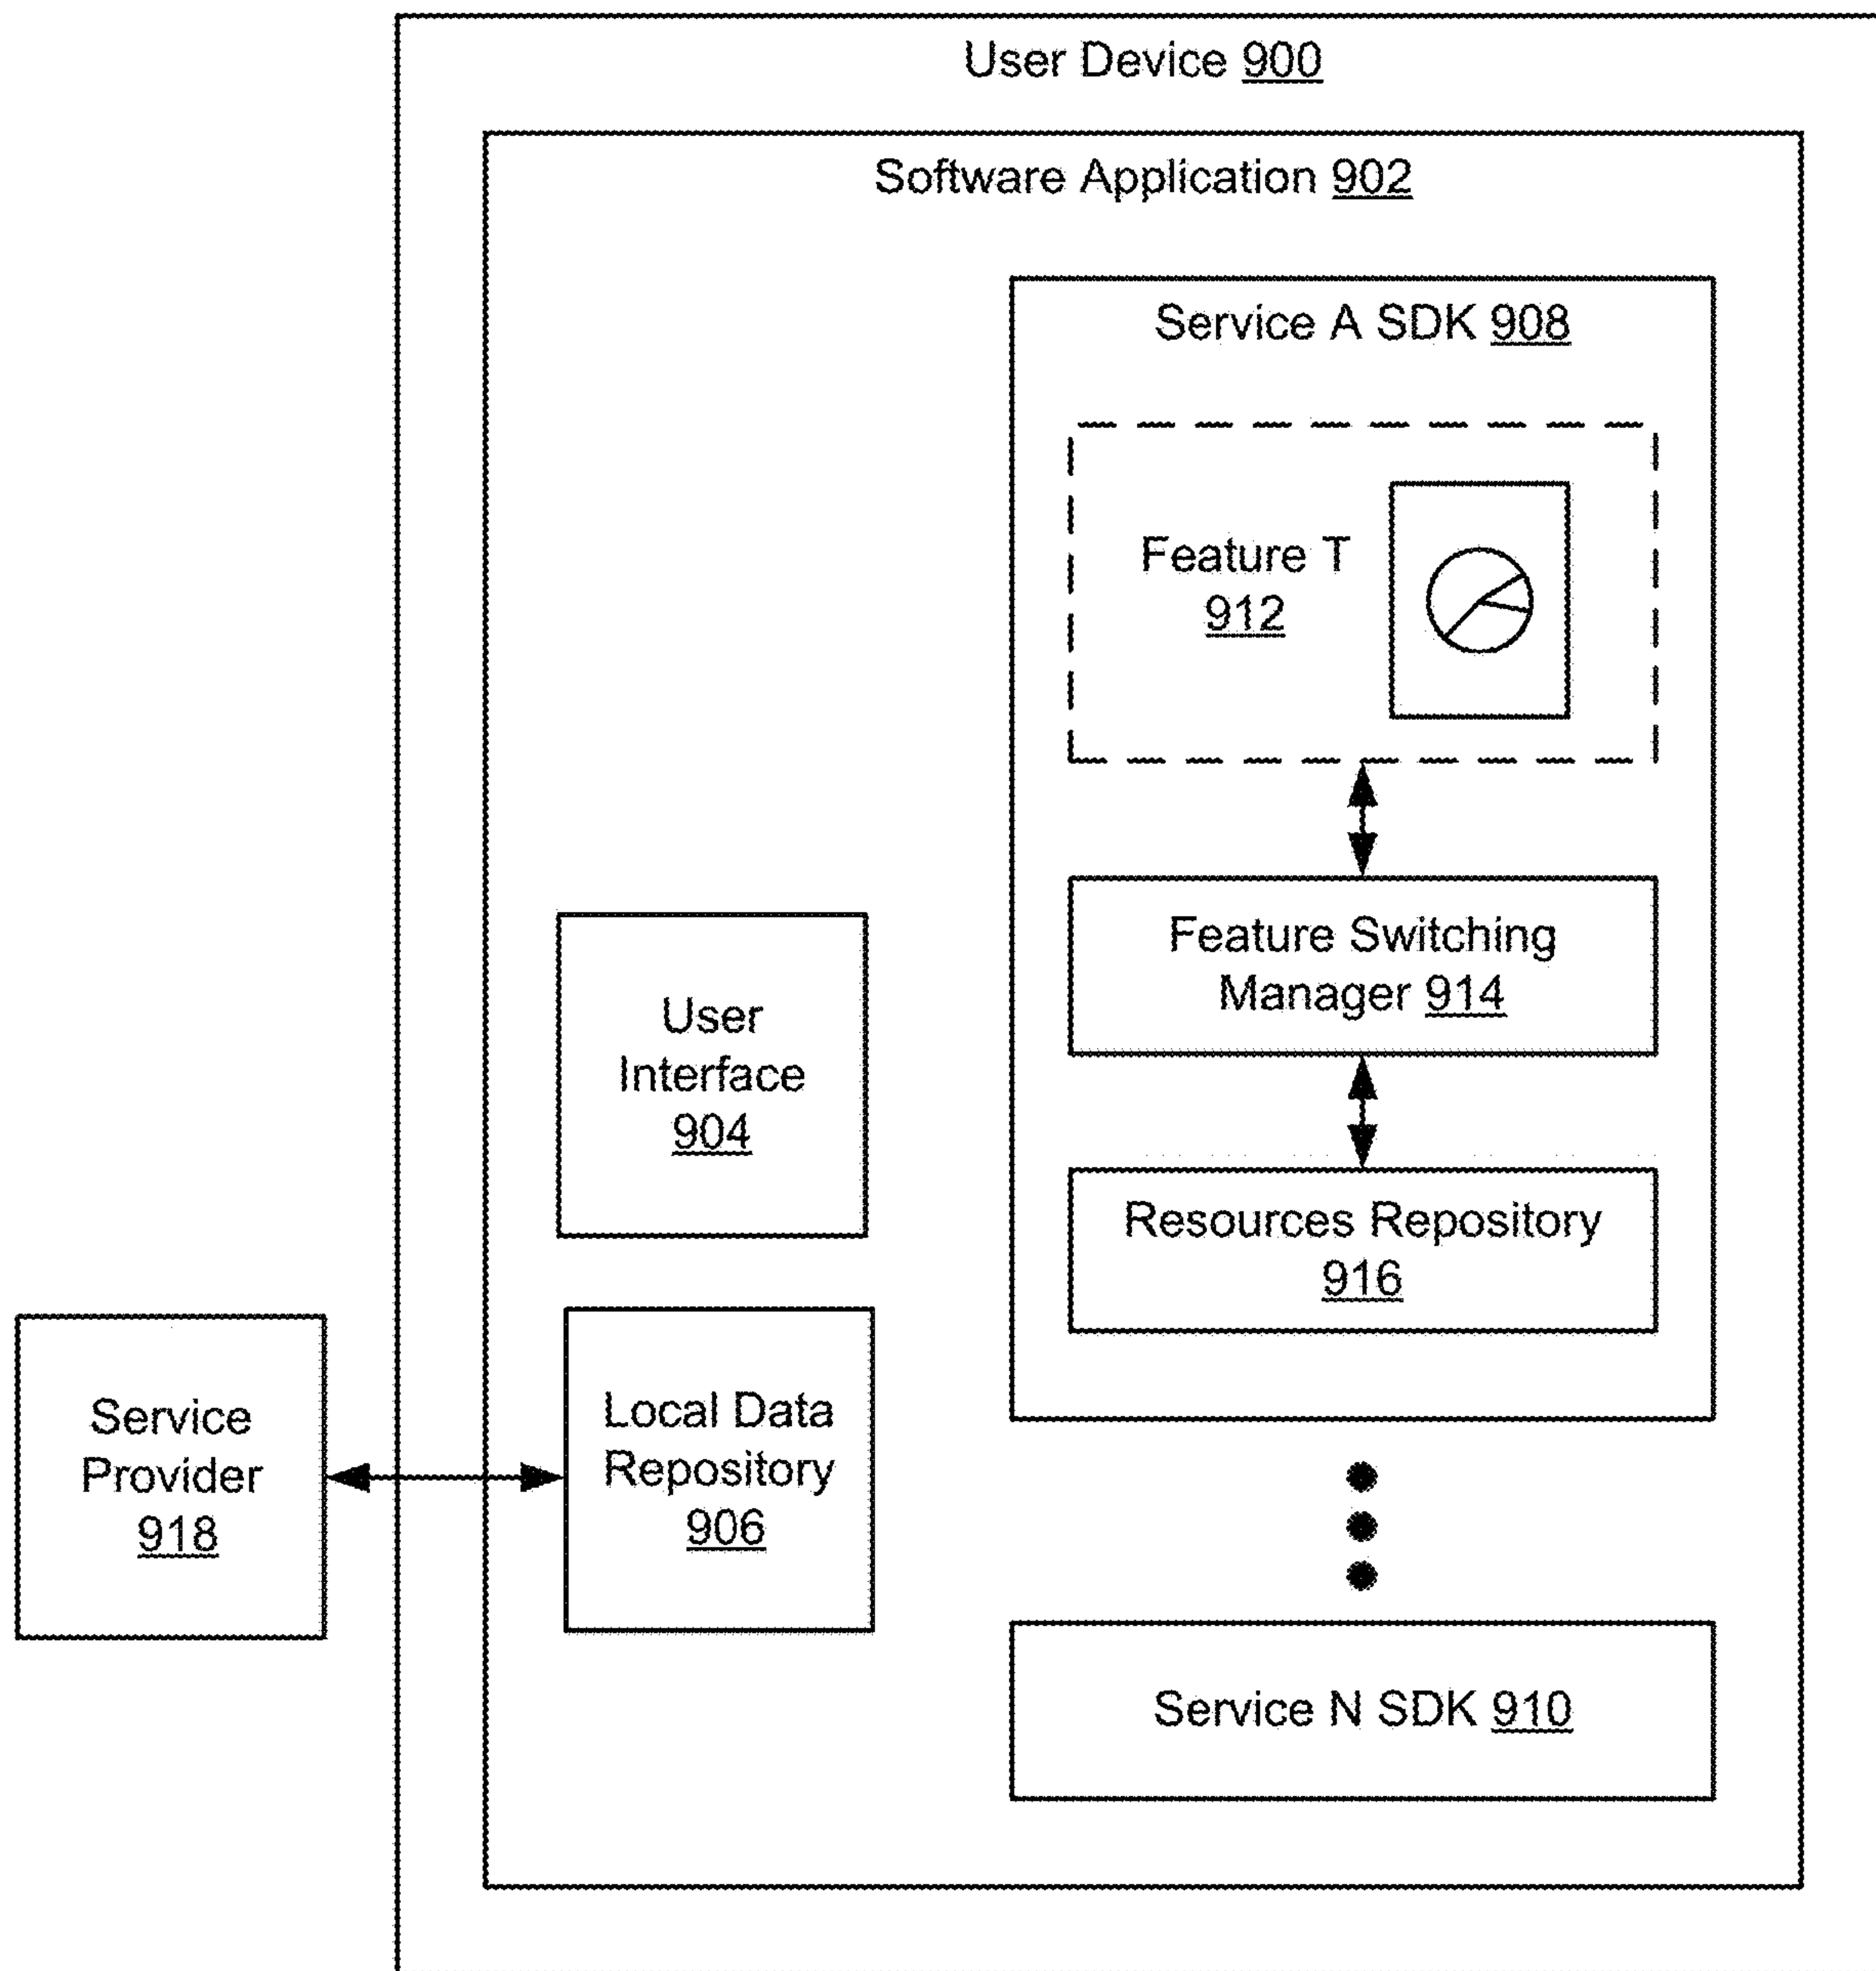 User Device 900
Software Application 902
Service A SDK 908
Feature T
912
Feature Switching
Manager 914
User
Interface
904
Resources Repository
916
Service
Provider
918
Local Data
Repository
906
Service N SDK 910